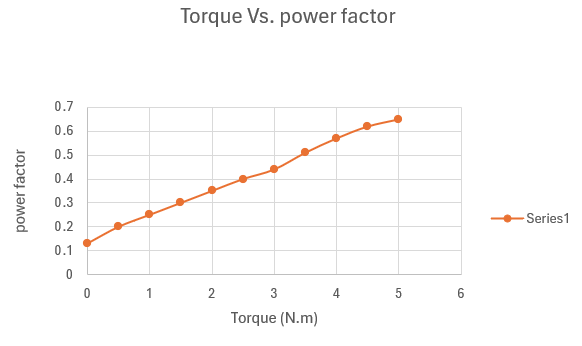 Torque Vs. power factor
0.7
0.6
0.5
0.4
0.3
0.2
0.1
0
power factor
0 1 2 3 4 5 6
Torque (N.m)
Series1